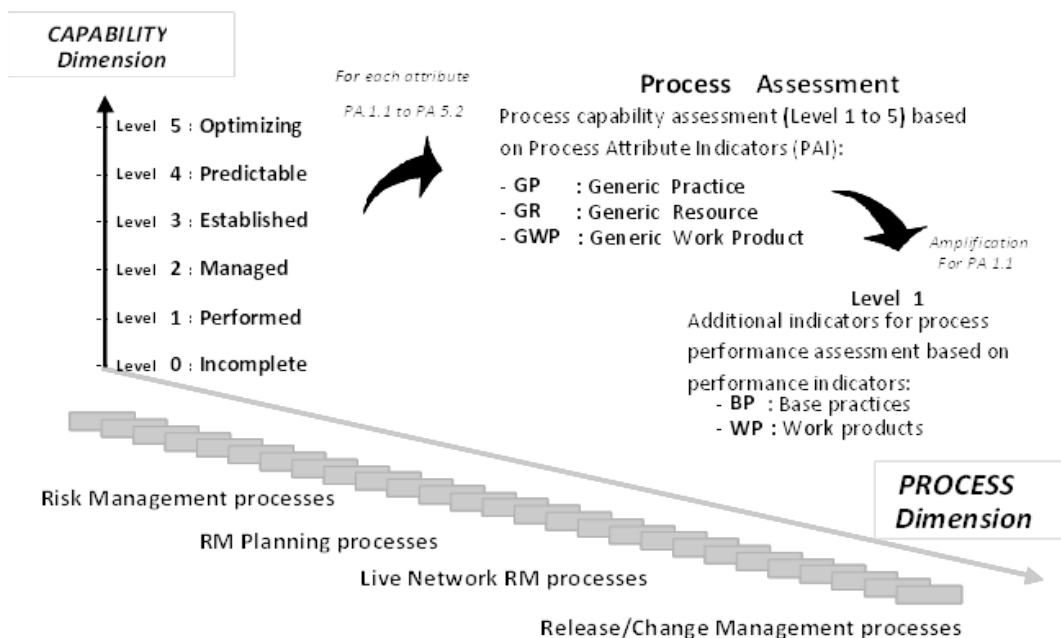 CAPABILITY
Dimension
Level 5 : Optimizing
Level 4 : Predictable
Level 3 : Established
Level 2 : Managed
Level 1 : Performed
Level 0 : Incomplete
For each attribute
PA.1.1 to PA 5.2
Process Assessment
Process capability assessment (Level 1 to 5) based
on Process Attribute Indicators (PAI):
- GP : Generic Practice
- GR : Generic Resource
- GWP : Generic Work Product
Amplification
For PA 1.1
Level 1
Additional indicators for process
performance assessment based on
performance indicators:
- BP : Base practices
- WP : Work products
PROCESS
Dimension
Risk Management processes
RM Planning processes
Live Network RM processes
Release/Change Management processes